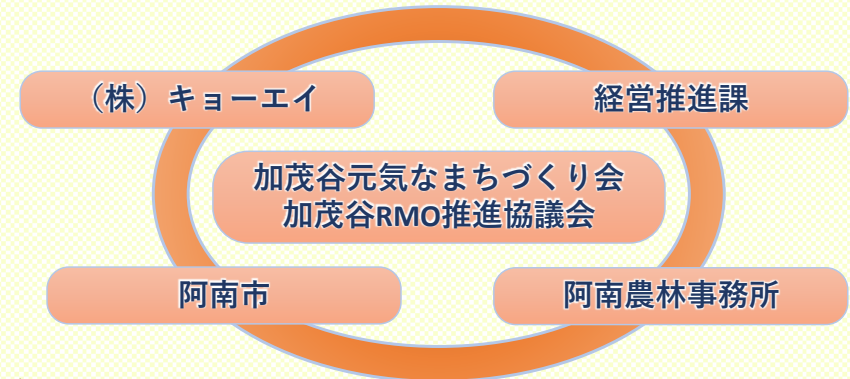 （株）キョーエイ
経営推進課
加茂谷元気なまちづくり会
加茂谷RMO推進協議会
阿南市
阿南農林事務所